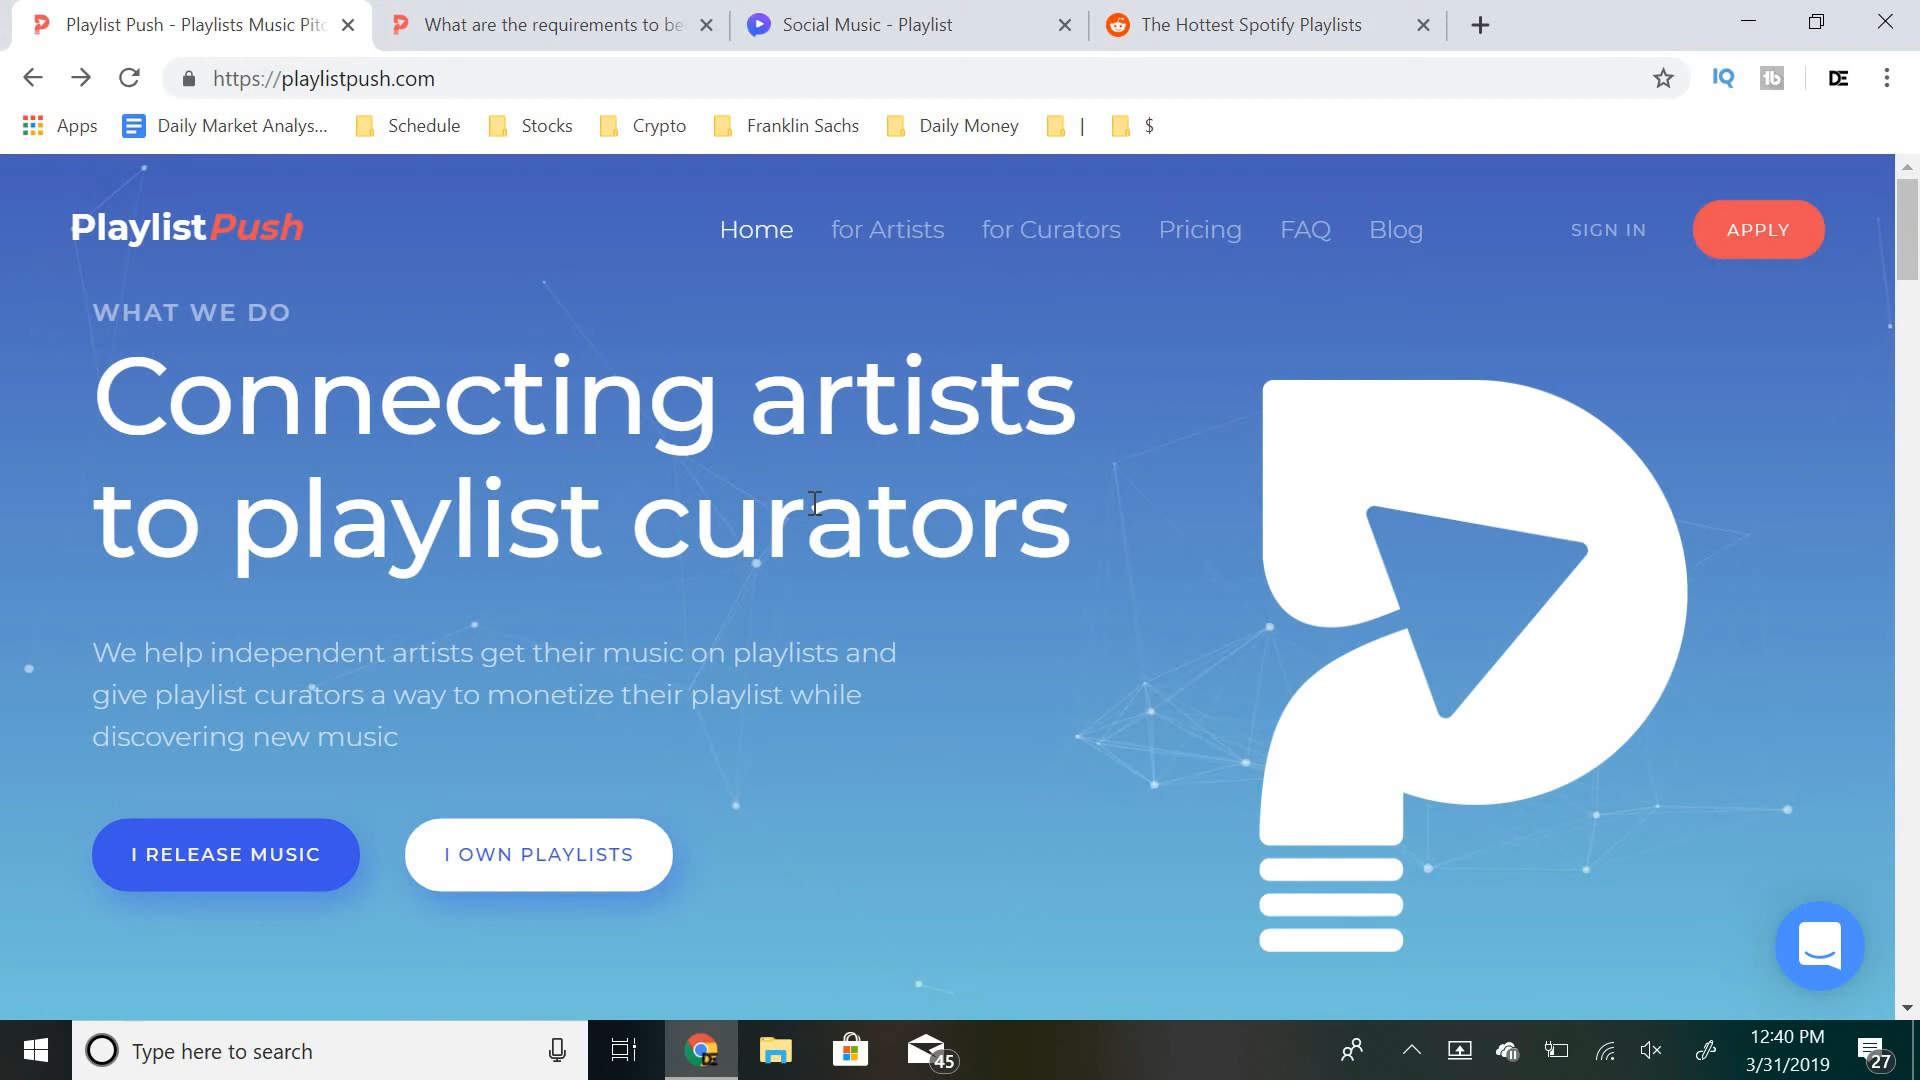 Playlist Push - Playlists Music Pitc
What are the requirements to be
Social Music - Playlist
The Hottest Spotify Playlists
https://playlistpush.com
IQ
tb
DE
Apps
Daily Market Analys...
Schedule
Stocks
Crypto
Franklin Sachs
Daily Money
|
$
PlaylistPush
Home
for Artists
for Curators
Pricing
FAQ
Blog
SIGN IN
APPLY
WHAT WE DO
Connecting artists
to playlist curators
We help independent artists get their music on playlists and
give playlist curators a way to monetize their playlist while
discovering new music
I RELEASE MUSIC
I OWN PLAYLISTS
Type here to search
DE
45
12:40 PM
3/31/2019
27